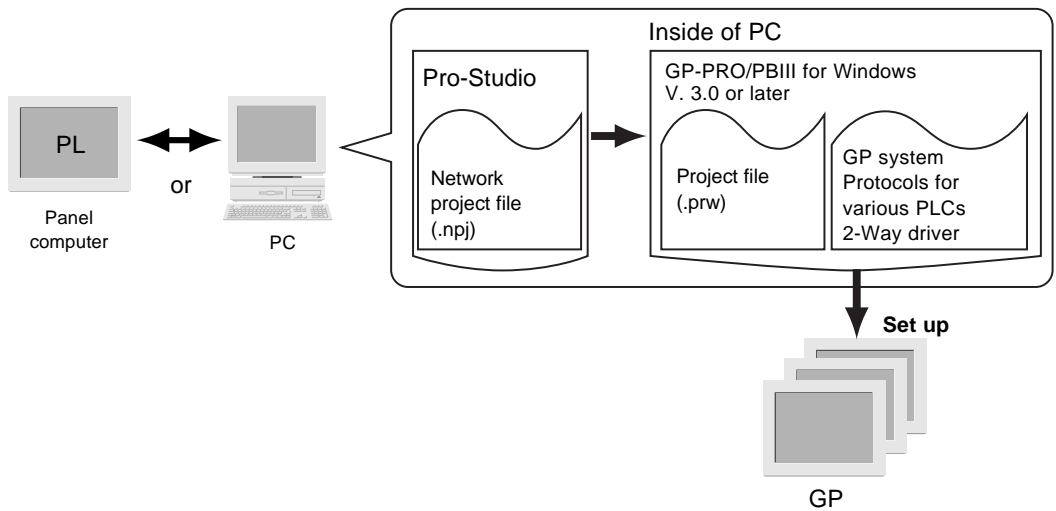 Inside of PC
Pro-Studio
GP-PRO/PBIII for Windows
V. 3.0 or later
PL
or
Panel
computer
PC
Network
project file
(.npj)
Project file
(.prw)
GP system
Protocols for
various PLCs
2-Way driver
Set up
GP